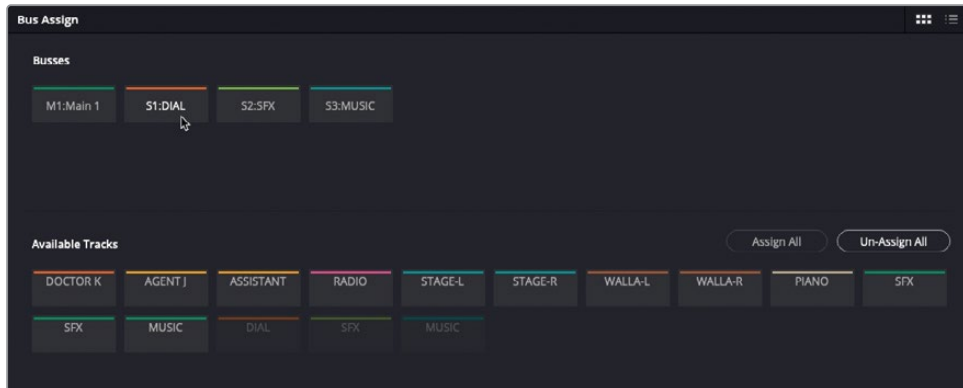 Bus Assign
Busses
M1:Main 1 S1:DIAL S2:SFX S3:MUSIC
Available Tracks Assign All Un-Assign All
DOCTOR K AGENT J ASSISTANT RADIO STAGE-L STAGE-R WALLA-L WALLA-R PIANO SFX
SFX MUSIC DIAL SFX MUSIC